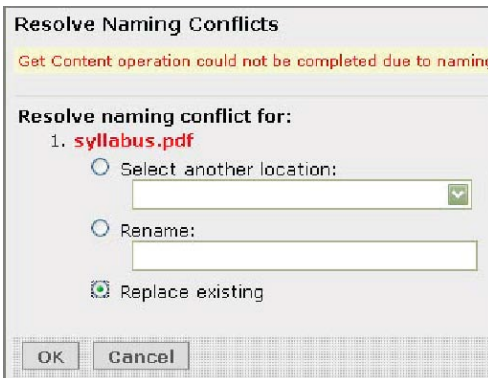 Resolve Naming Conflicts
Get Content operation could not be completed due to naming
Resolve naming conflict for:
1. syllabus.pdf
Select another location:
Rename:
Replace existing
OK Cancel